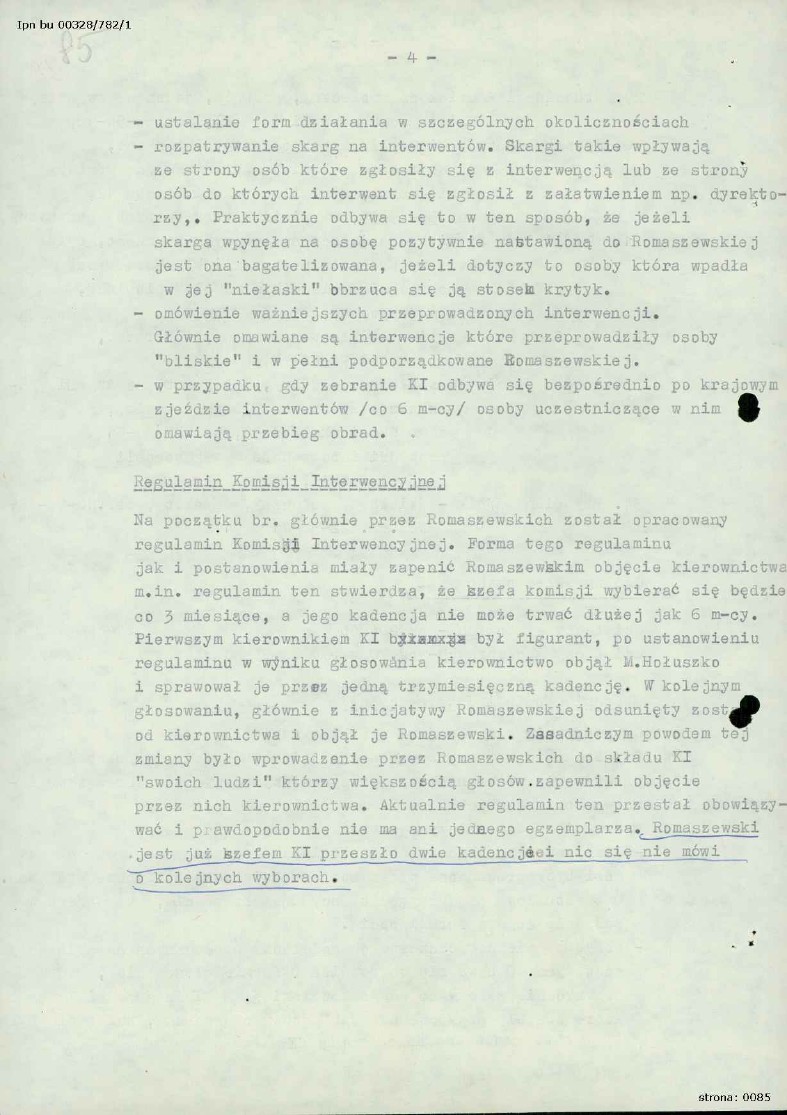 Ipn bu 00328/782/1
85
- 4 -
- ustalanie form działania w szczególnych okolicznościach
- rozpatrywanie skarg na interwentów. Skargi takie wpływają
ze strony osób które zgłosiły się z interwencją lub ze strony
osób do których interwent się zgłosił z załatwieniem np. dyrekto-
rzy,. Praktycznie odbywa się to w ten sposób, że jeżeli
skarga wpynęła na osobę pozytywnie nastawioną do Romaszewskiej
jest ona bagatelizowana, jeżeli dotyczy to osoby która wpadła
w jej "niełaski" obrzuca się ją stosem krytyk.
- omówienie ważniejszych przeprowadzonych interwencji.
Głównie omawiane są interwencje które przeprowadziły osoby
"bliskie" i w pełni podporządkowane Romaszewskiej.
- w przypadku gdy zebranie KI odbywa się bezpośrednio po krajowym
zjeździe interwentów /co 6 m-cy/ osoby uczestniczące w nim
omawiają przebieg obrad.
Regulamin Komisji Interwencyjnej
Na początku br. głównie przez Romaszewskich został opracowany
regulamin Komisji Interwencyjnej. Forma tego regulaminu
jak i postanowienia miały zapenić Romaszewskim objęcie kierownictwa
m.in. regulamin ten stwierdza, że szefa komisji wybierać się będzie
co 3 miesiące, a jego kadencja nie może trwać dłużej jak 6 m-cy.
Pierwszym kierownikiem KI był figurant, po ustanowieniu
regulaminu w wyniku głosowania kierownictwo objął M.Hołuszko
i sprawował je przez jedną trzymiesięczną kadencję. W kolejnym
głosowaniu, głównie z inicjatywy Romaszewskiej odsunięty został
od kierownictwa i objął je Romaszewski. Zasadniczym powodem tej
zmiany było wprowadzenie przez Romaszewskich do składu KI
"swoich ludzi" którzy większością głosów zapewnili objęcie
przez nich kierownictwa. Aktualnie regulamin ten przestał obowiązy-
wać i prawdopodobnie nie ma ani jednego egzemplarza. Romaszewski
jest już szefem KI przeszło dwie kadencje i nic się nie mówi
o kolejnych wyborach.
strona: 0085